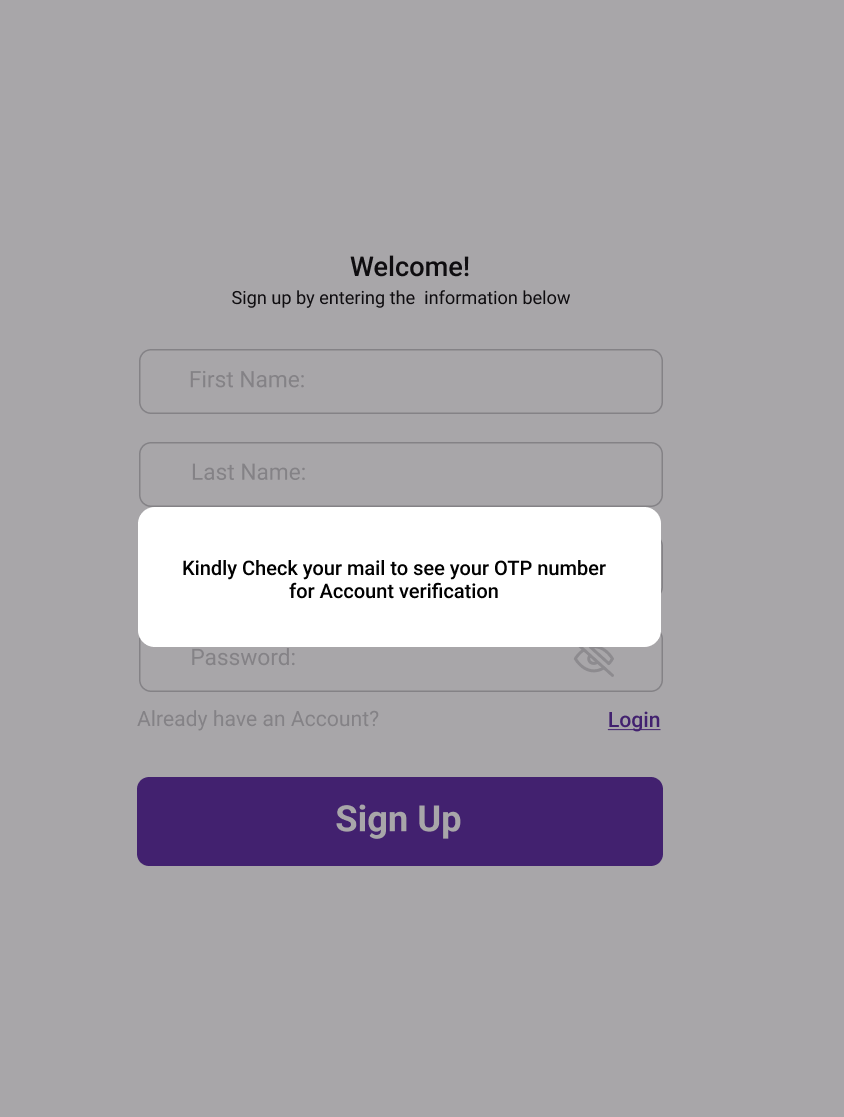 Welcome!
Sign up by entering the  information below
First Name:
Last Name:
Kindly Check your mail to see your OTP number
for Account verification
Password:
Already have an Account?
Login
Sign Up